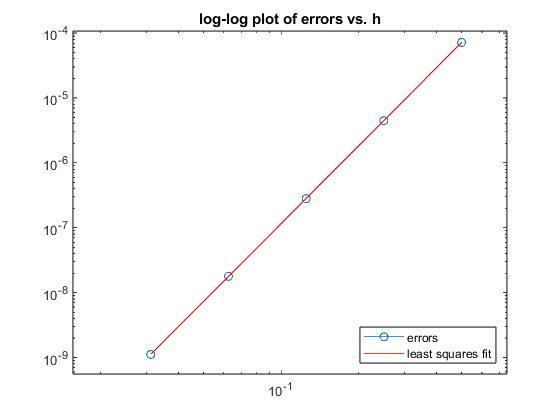 log-log plot of errors vs. h
10⁻⁴
10⁻⁵
10⁻⁶
10⁻⁷
10⁻⁸
10⁻⁹
10⁻¹
errors
least squares fit